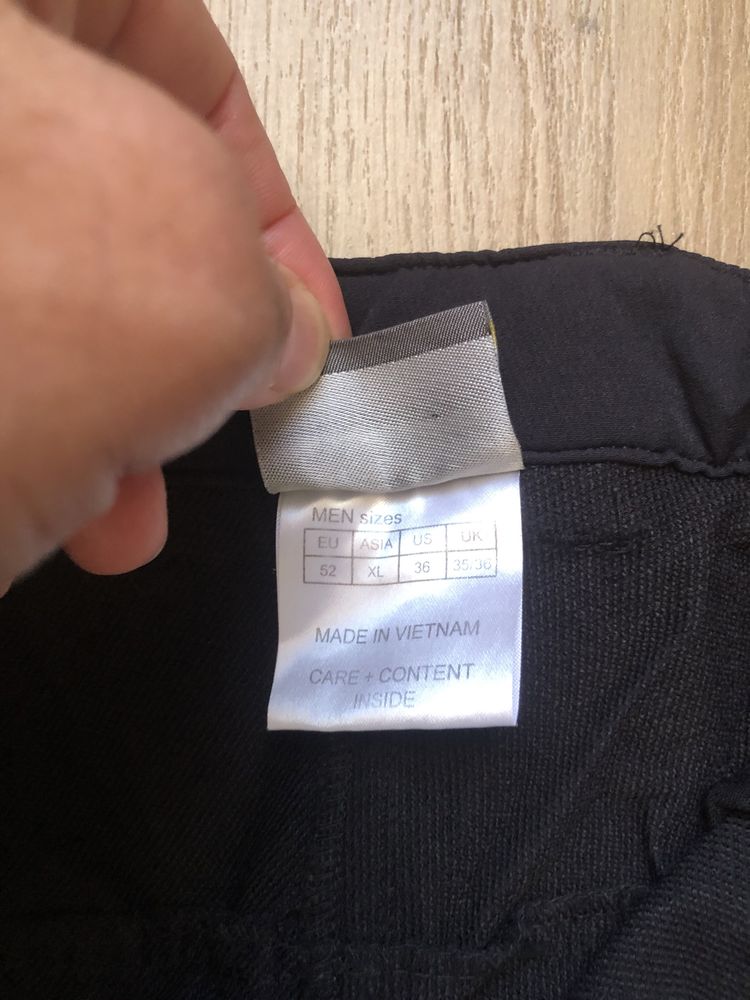 MEN sizes
EU ASIA US UK
52 XL 36 35/36
MADE IN VIETNAM
CARE + CONTENT
INSIDE